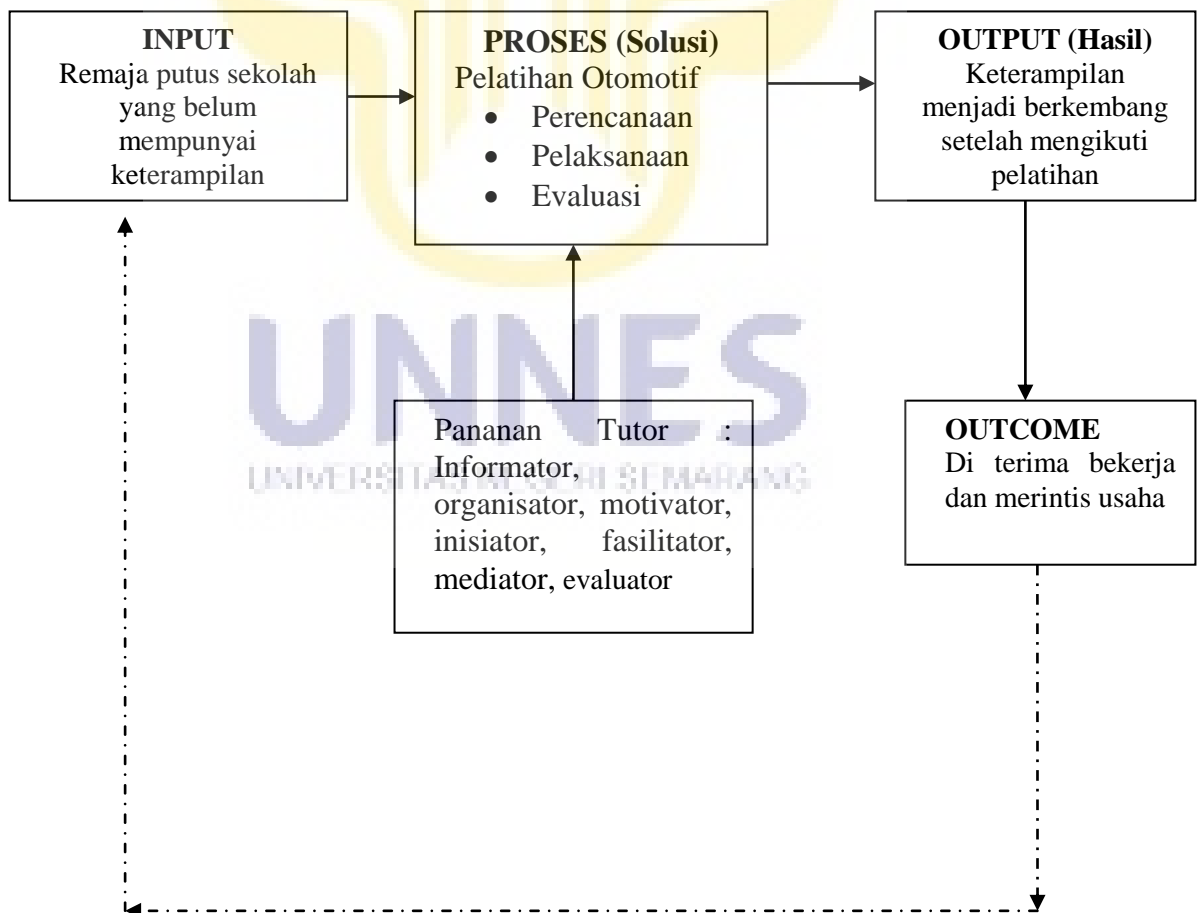 INPUT
Remaja putus sekolah
yang belum
mempunyai
keterampilan
PROSES (Solusi)
Pelatihan Otomotif
• Perencanaan
• Pelaksanaan
• Evaluasi
OUTPUT (Hasil)
Keterampilan
menjadi berkembang
setelah mengikuti
pelatihan
UNNES
UNIVERSITAS NEGERI SEMARANG
Pananan Tutor :
Informator,
organisator, motivator,
inisiator, fasilitator,
mediator, evaluator
OUTCOME
Di terima bekerja
dan merintis usaha